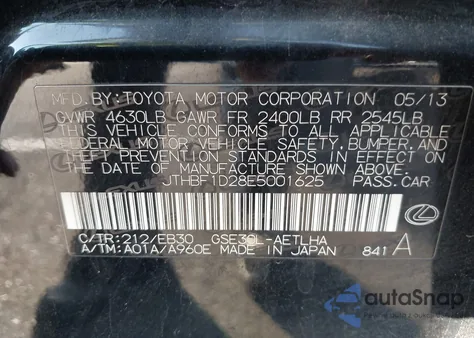 MFD.BY:TOYOTA MOTOR CORPORATION 05/13
GVWR 4630LB GAWR FR 2400LB RR 2545LB
THIS VEHICLE CONFORMS TO ALL APPLICABLE
FEDERAL MOTOR VEHICLE SAFETY, BUMPER, AND
THEFT PREVENTION STANDARDS IN EFFECT ON
THE DATE OF MANUFACTURE SHOWN ABOVE.
JTHBF1D28E5001625 PASS.CAR
C/TR:212/EB30 GSE30L-AETLHA
A/TM:A01A/A960E MADE IN JAPAN 841 A
autoSnap